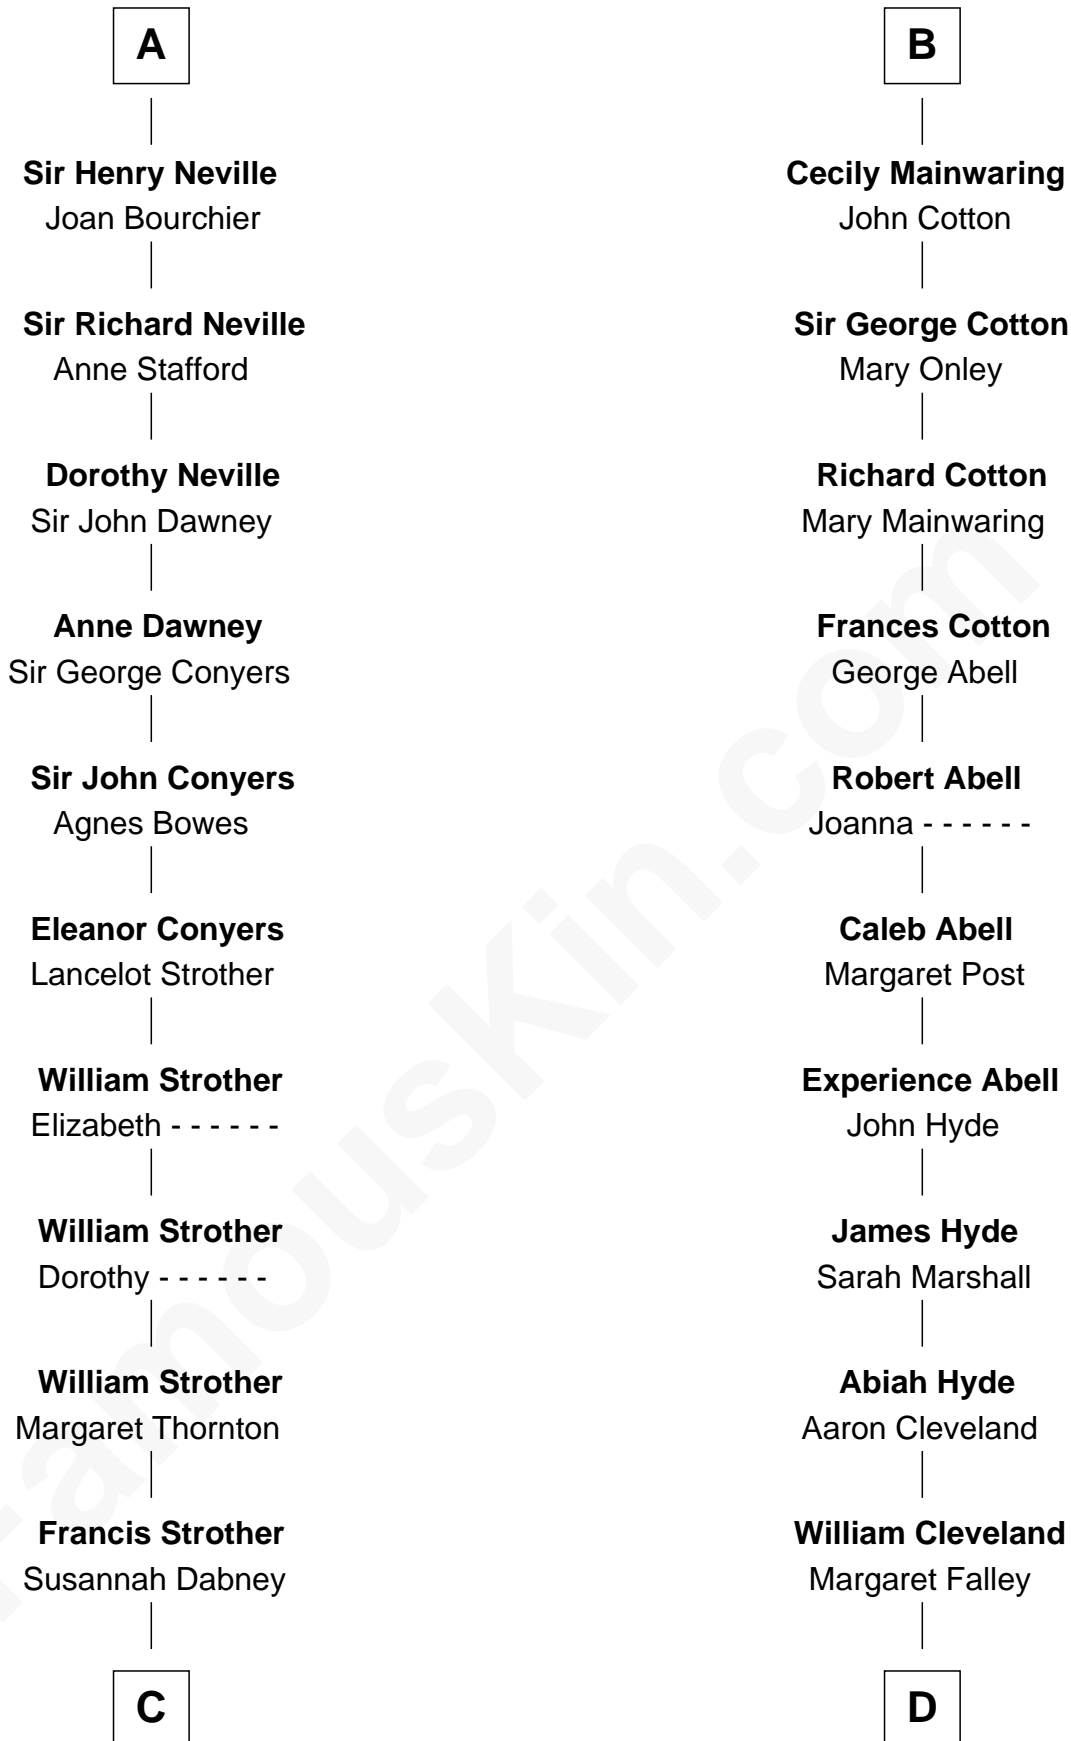 A
Sir Henry Neville
Joan Bourchier
Sir Richard Neville
Anne Stafford
Dorothy Neville
Sir John Dawney
Anne Dawney
Sir George Conyers
Sir John Conyers
Agnes Bowes
Eleanor Conyers
Lancelot Strother
William Strother
Elizabeth - - - - - -
William Strother
Dorothy - - - - - -
William Strother
Margaret Thornton
Francis Strother
Susannah Dabney
C
B
Cecily Mainwaring
John Cotton
Sir George Cotton
Mary Onley
Richard Cotton
Mary Mainwaring
Frances Cotton
George Abell
Robert Abell
Joanna - - - - - -
Caleb Abell
Margaret Post
Experience Abell
John Hyde
James Hyde
Sarah Marshall
Abiah Hyde
Aaron Cleveland
William Cleveland
Margaret Falley
D
FamousKin.com